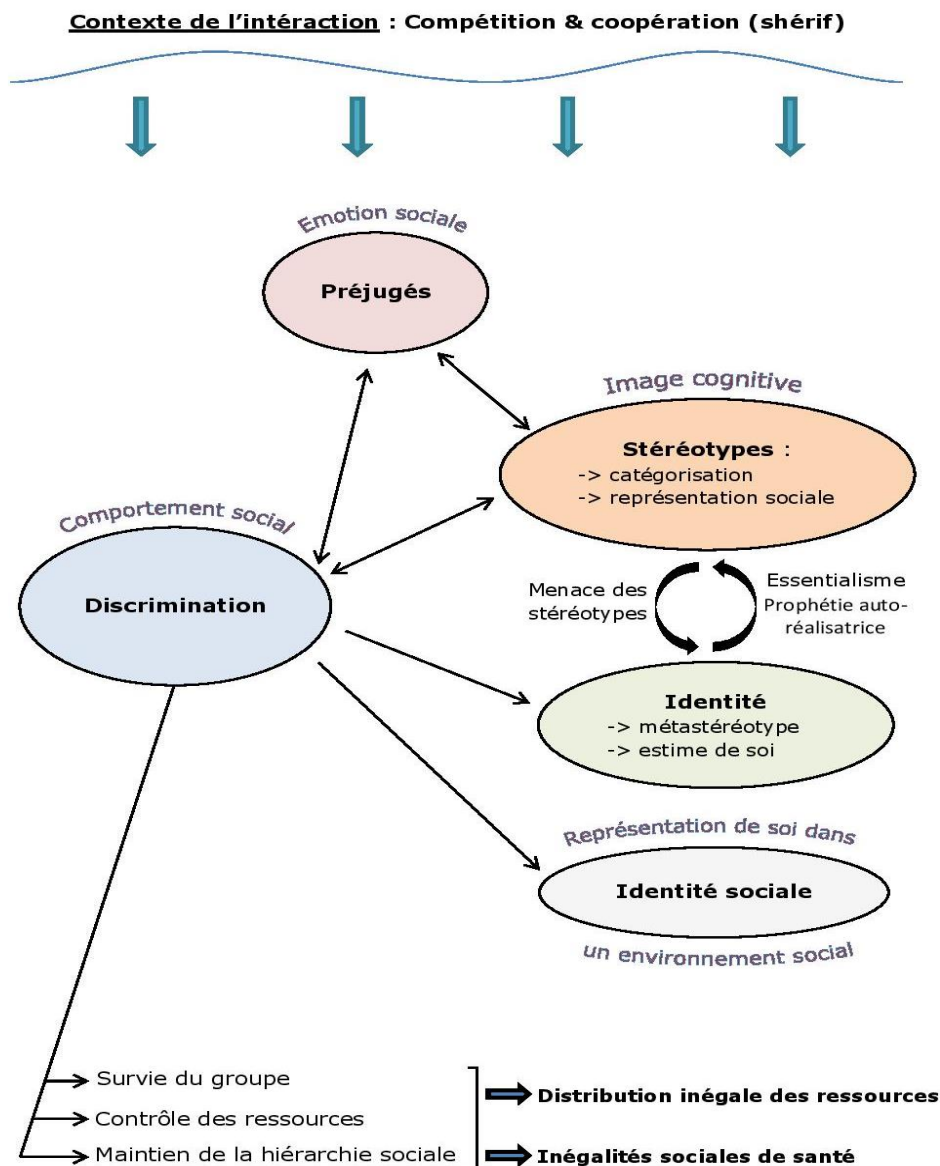 Contexte de l'intéraction : Compétition & coopération (shérif)
Emotion sociale
Préjugés
Image cognitive
Stéréotypes :
-> catégorisation
-> représentation sociale
Comportement social
Discrimination
Menace des
stéréotypes
Essentialisme
Prophétie auto-
réalisatrice
Identité
-> métastéréotype
-> estime de soi
Représentation de soi dans
Identité sociale
un environnement social
Survie du groupe
Contrôle des ressources
Maintien de la hiérarchie sociale
Distribution inégale des ressources
Inégalités sociales de santé